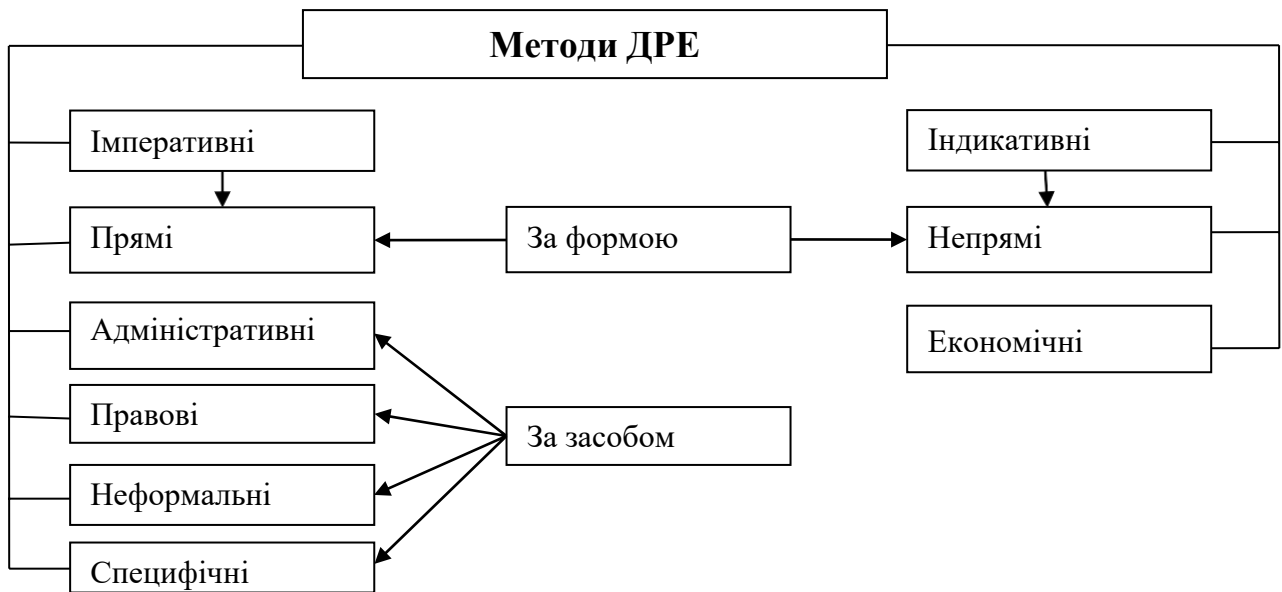 Методи ДРЕ
Імперативні
Індикативні
Прямі
За формою
Непрямі
Адміністративні
Економічні
Правові
За засобом
Неформальні
Специфічні